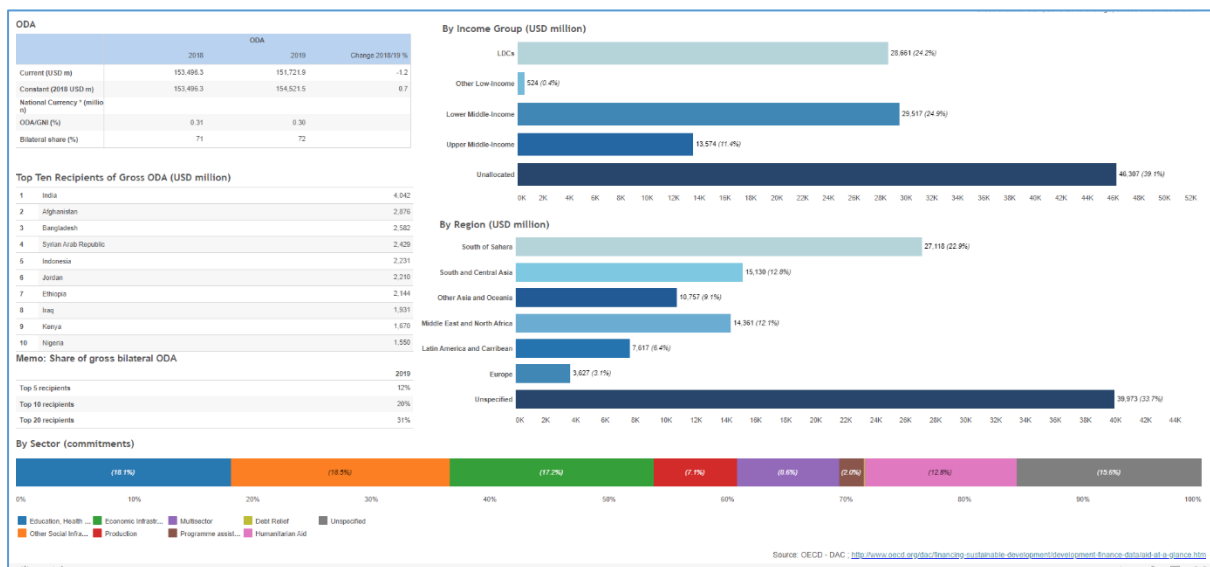 ODA
ODA
2018 2019 Change 2018/19 %
Current (USD m) 153,496.3 151,721.9 -1.2
Constant (2018 USD m) 153,496.3 154,521.5 0.7
National Currency * (millio
n)
ODA/GNI (%) 0.31 0.30
Bilateral share (%) 71 72
Top Ten Recipients of Gross ODA (USD million)
1 India 4,042
2 Afghanistan 2,876
3 Bangladesh 2,582
4 Syrian Arab Republic 2,429
5 Indonesia 2,231
6 Jordan 2,210
7 Ethiopia 2,144
8 Iraq 1,931
9 Kenya 1,670
10 Nigeria 1,550
Memo: Share of gross bilateral ODA
2019
Top 5 recipients 12%
Top 10 recipients 20%
Top 20 recipients 31%
By Income Group (USD million)
LDCs 28,661 (24.2%)
Other Low-Income 524 (0.4%)
Lower Middle-Income 29,517 (24.9%)
Upper Middle-Income 13,574 (11.4%)
Unallocated 46,307 (39.1%)
0K 2K 4K 6K 8K 10K 12K 14K 16K 18K 20K 22K 24K 26K 28K 30K 32K 34K 36K 38K 40K 42K 44K 46K 48K 50K 52K
By Region (USD million)
South of Sahara 27,118 (22.9%)
South and Central Asia 15,130 (12.8%)
Other Asia and Oceania 10,757 (9.1%)
Middle East and North Africa 14,361 (12.1%)
Latin America and Carribean 7,617 (6.4%)
Europe 3,627 (3.1%)
Unspecified 39,973 (33.7%)
0K 2K 4K 6K 8K 10K 12K 14K 16K 18K 20K 22K 24K 26K 28K 30K 32K 34K 36K 38K 40K 42K 44K
By Sector (commitments)
(18.1%) (18.5%) (17.2%) (7.1%) (8.6%) (2.0%) (12.8%) (15.6%)
0% 10% 20% 30% 40% 50% 60% 70% 80% 90% 100%
Education, Health ... Economic Infrastr... Multisector Debt Relief Unspecified
Other Social Infra... Production Programme assist... Humanitarian Aid
Source: OECD - DAC ; http://www.oecd.org/dac/financing-sustainable-development/development-finance-data/aid-at-a-glance.htm